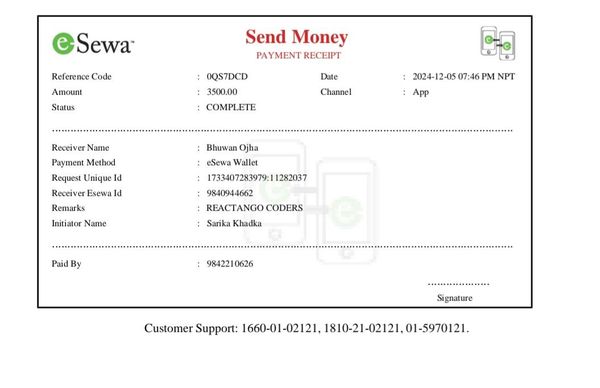 eSewa™
Send Money
PAYMENT RECEIPT
Reference Code : 0QS7DCD Date : 2024-12-05 07:46 PM NPT
Amount : 3500.00 Channel : App
Status : COMPLETE
Receiver Name : Bhuwan Ojha
Payment Method : eSewa Wallet
Request Unique Id : 1733407283979:11282037
Receiver Esewa Id : 9840944662
Remarks : REACTANGO CODERS
Initiator Name : Sarika Khadka
Paid By : 9842210626
Signature
Customer Support: 1660-01-02121, 1810-21-02121, 01-5970121.